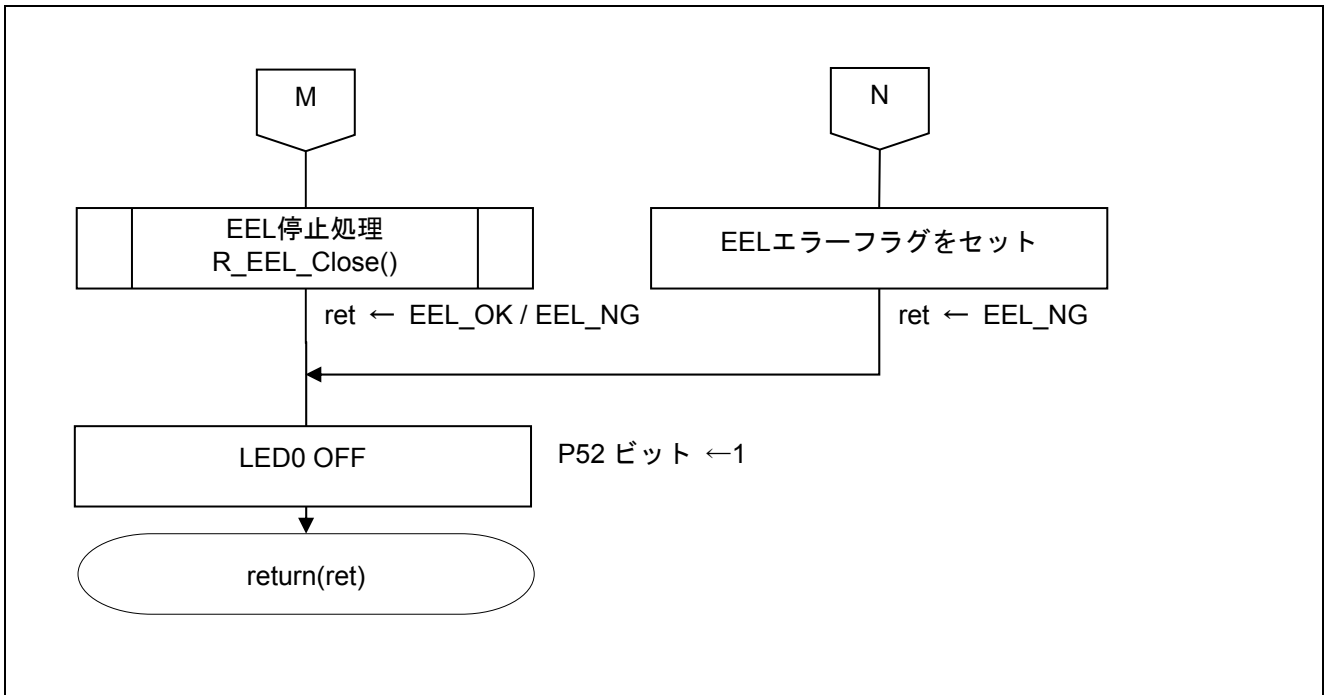 M
N
EEL停止処理
R_EEL_Close()
EELエラーフラグをセット
ret ← EEL_OK / EEL_NG
ret ← EEL_NG
LED0 OFF
P52 ビット ←1
return(ret)